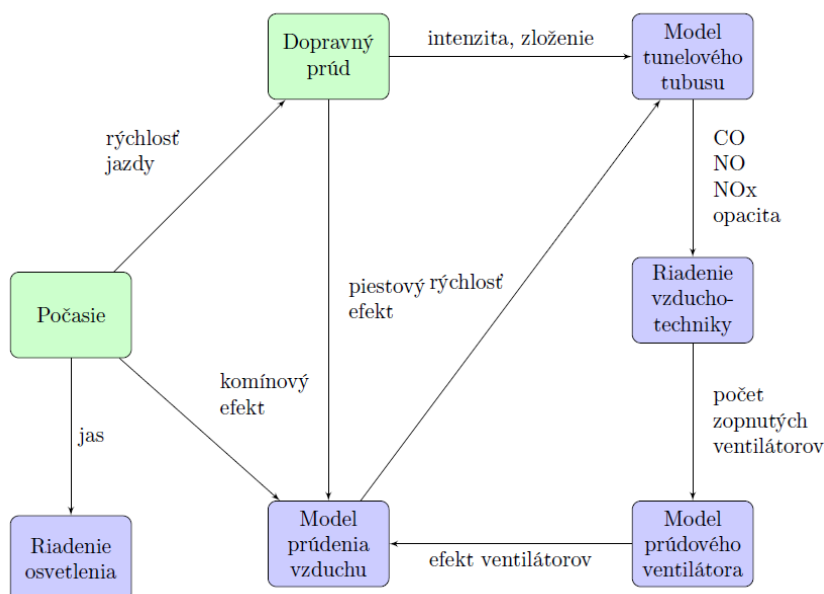 Dopravný
prúd
intenzita, zloženie
Model
tunelového
tubusu
rýchlosť
jazdy
CO
NO
NOx
opacita
Počasie
piestový
efekt
rýchlosť
Riadenie
vzducho-
techniky
komínový
efekt
jas
počet
zopnutých
ventilátorov
Riadenie
osvetlenia
Model
prúdenia
vzduchu
efekt ventilátorov
Model
prúdového
ventilátora